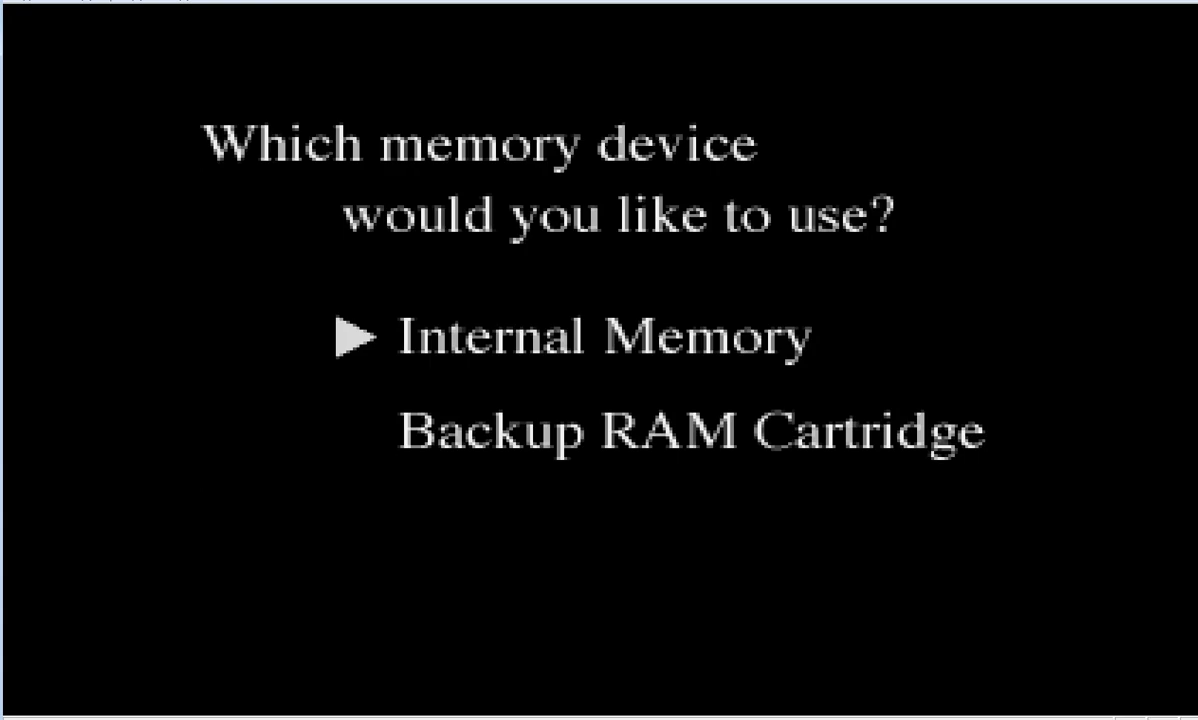 Which memory device
would you like to use?
Internal Memory
Backup RAM Cartridge